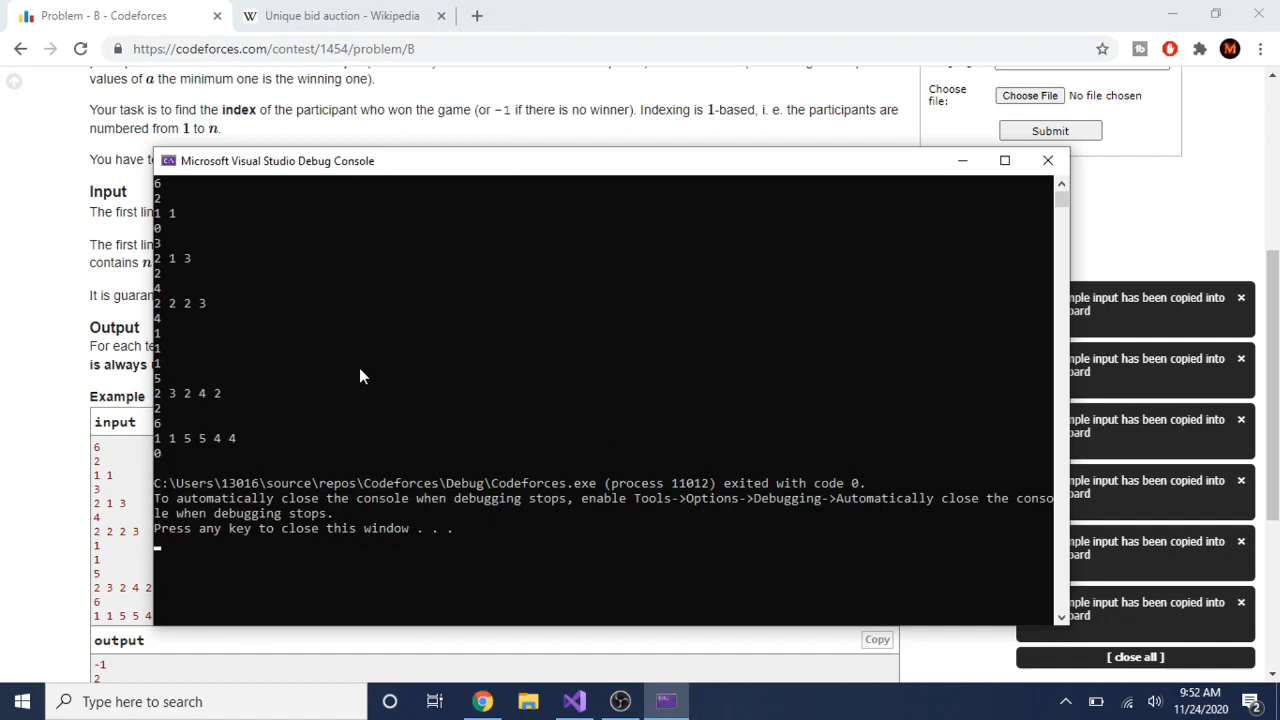 Problem - B - Codeforces
Unique bid auction - Wikipedia
https://codeforces.com/contest/1454/problem/B
values of a the minimum one is the winning one).
Your task is to find the index of the participant who won the game (or −1 if there is no winner). Indexing is 1-based, i. e. the participants are
numbered from 1 to n.
You have t
Input
The first lin
The first lin
contains n
It is guaran
Output
For each te
is always
Example
input
6
2
1 1
3
2 1 3
4
2 2 2 3
1
1
5
2 3 2 4 2
6
1 1 5 5 4
output
Copy
-1
2
Choose
file:
Choose File No file chosen
Submit
Microsoft Visual Studio Debug Console
6
2
1 1
0
3
2 1 3
2
4
2 2 2 3
4
1
1
1
5
2 3 2 4 2
2
6
1 1 5 5 4 4
0
C:\Users\13016\source\repos\Codeforces\Debug\Codeforces.exe (process 11012) exited with code 0.
To automatically close the console when debugging stops, enable Tools->Options->Debugging->Automatically close the conso
le when debugging stops.
Press any key to close this window . . .
mple input has been copied into
oard
mple input has been copied into
oard
mple input has been copied into
oard
mple input has been copied into
oard
mple input has been copied into
oard
mple input has been copied into
oard
[ close all ]
Type here to search
9:52 AM
11/24/2020
2